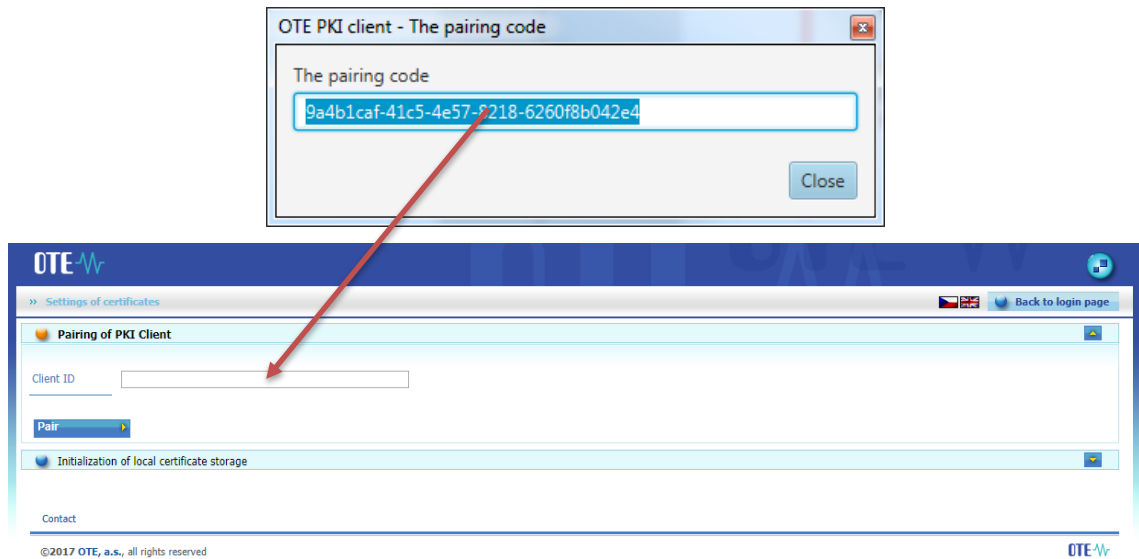 OTE PKI client - The pairing code
The pairing code
9a4b1caf-41c5-4e57-8218-6260f8b042e4
Close
OTE
» Settings of certificates
Back to login page
Pairing of PKI Client
Client ID
Pair
Initialization of local certificate storage
Contact
©2017 OTE, a.s., all rights reserved
OTE